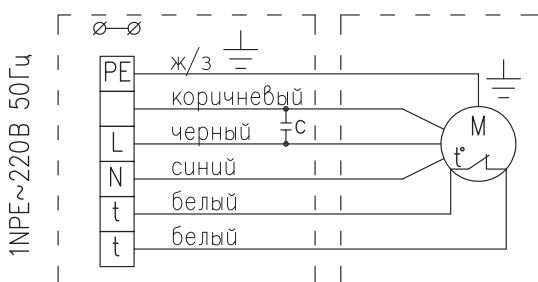 1NPE~220В 50Гц
PE ж/з
коричневый
L черный
C
N синий
t белый
t белый
M
t°